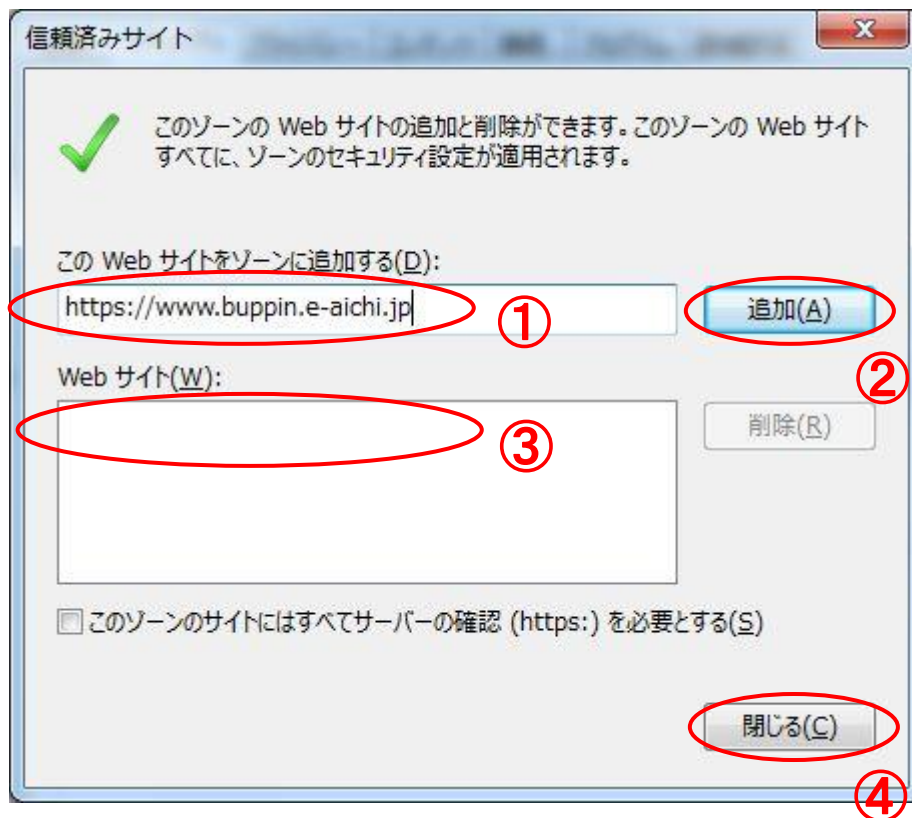 信頼済みサイト
このゾーンの Web サイトの追加と削除ができます。このゾーンの Web サイト
すべてに、ゾーンのセキュリティ設定が適用されます。
この Web サイトをゾーンに追加する(D):
https://www.buppin.e-aichi.jp
①
追加(A)
②
Web サイト(W):
③
削除(R)
このゾーンのサイトにはすべてサーバーの確認 (https:) を必要とする(S)
閉じる(C)
④